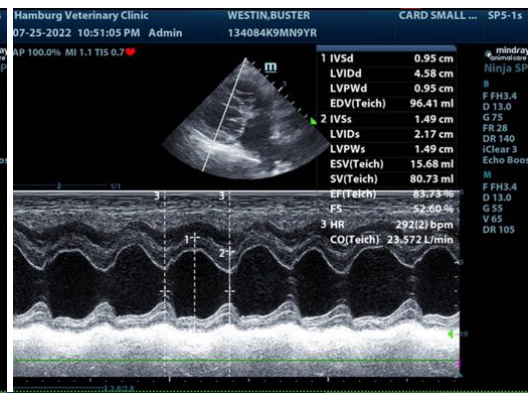 Hamburg Veterinary Clinic WESTIN,BUSTER CARD SMALL ... SP5-1s
07-25-2022 10:51:05 PM Admin 134084K9MN9YR
AP 100.0% MI 1.1 TIS 0.7
m
mindray
animalcare
Ninja SP
1 IVSd 0.95 cm
LVIDd 4.58 cm
LVPWd 0.95 cm
EDV(Teich) 96.41 ml
2 IVSs 1.49 cm
LVIDs 2.17 cm
LVPWs 1.49 cm
ESV(Teich) 15.68 ml
SV(Teich) 80.73 ml
EF(Teich) 83.73 %
FS 52.60 %
3 HR 292(2) bpm
CO(Teich) 23.572 L/min
B
F FH3.4
D 13.0
G 75
FR 28
DR 140
iClear 3
Echo Boos
M
F FH3.4
D 13.0
G 55
V 65
DR 105
1/1
3 3
1
2
10